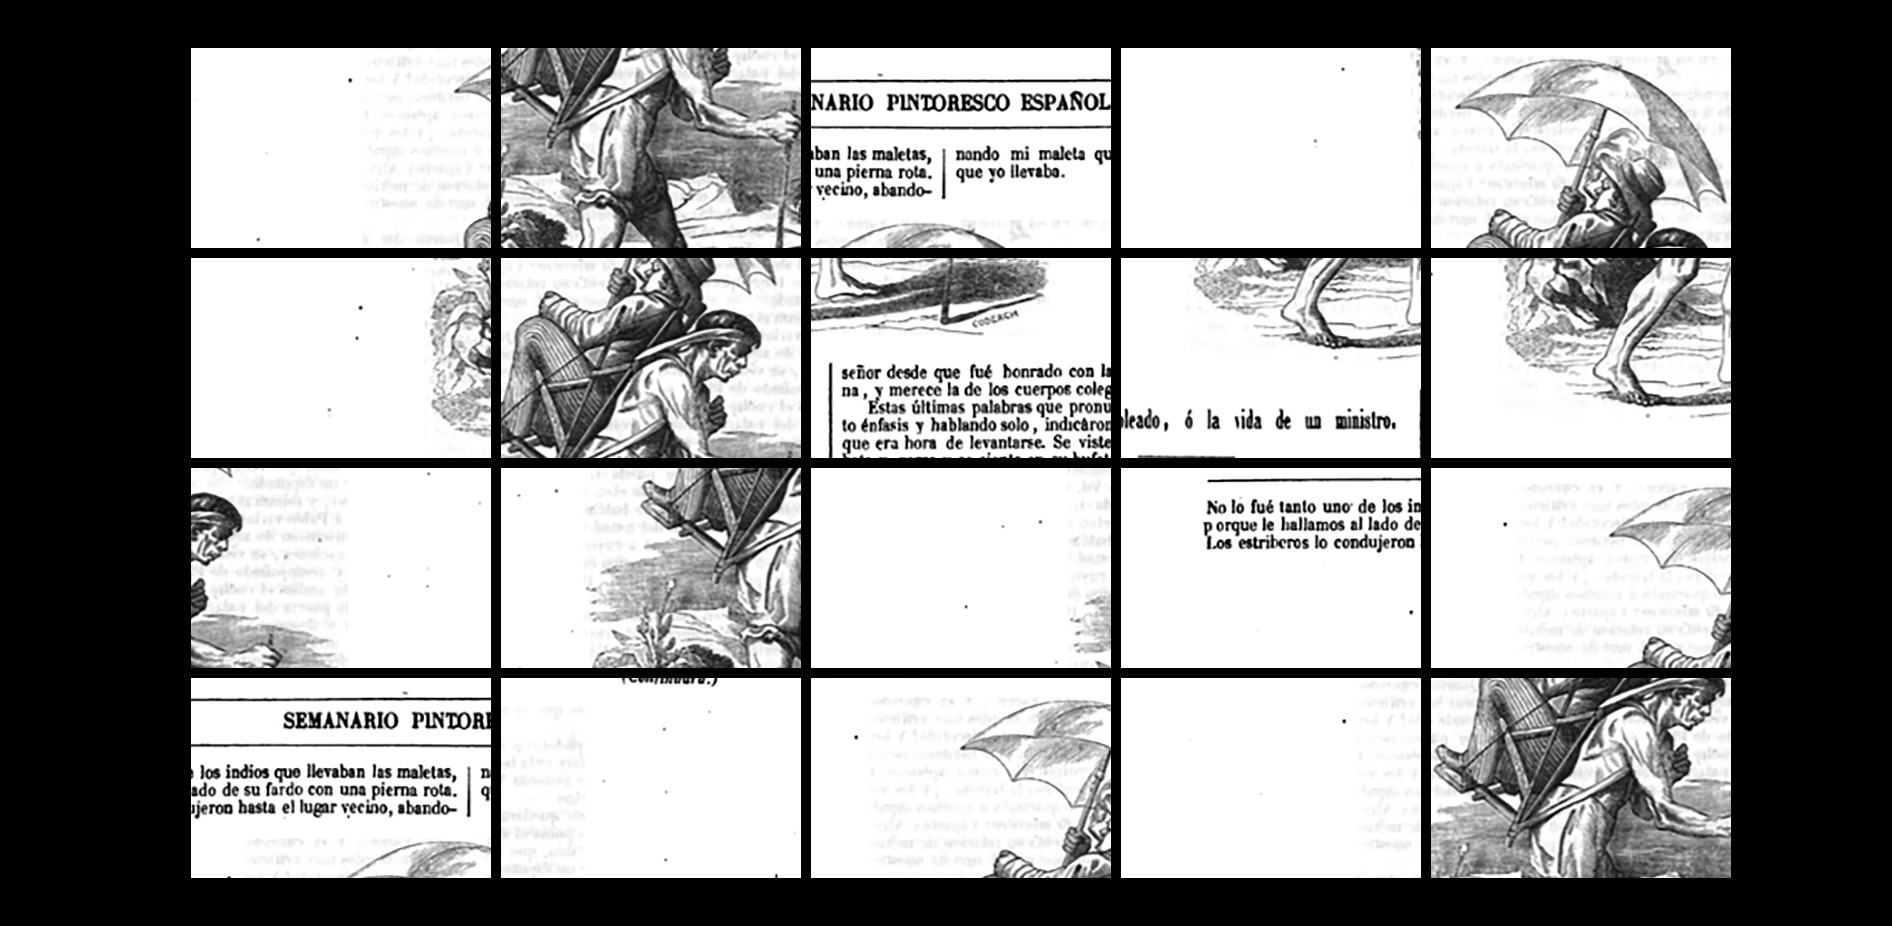 NARIO PINTORESCO ESPAÑOL
ban las maletas,
una pierna rota.
vecino, abando-
nondo mi maleta qu
que yo llevaba.
CODERCH
señor desde que fué honrado con la
na, y merece la de los cuerpos coleg
Estas últimas palabras que pronu
to énfasis y hablando solo, indicáron
que era hora de levantarse. Se viste
pleado, ó la vida de un ministro.
No lo fué tanto uno de los in
porque le hallamos al lado de
Los estriberos lo condujeron
SEMANARIO PINTORE
los indios que llevaban las maletas,
ado de su fardo con una pierna rota.
ujeron hasta el lugar vecino, abando-
n
q
(Continuará.)